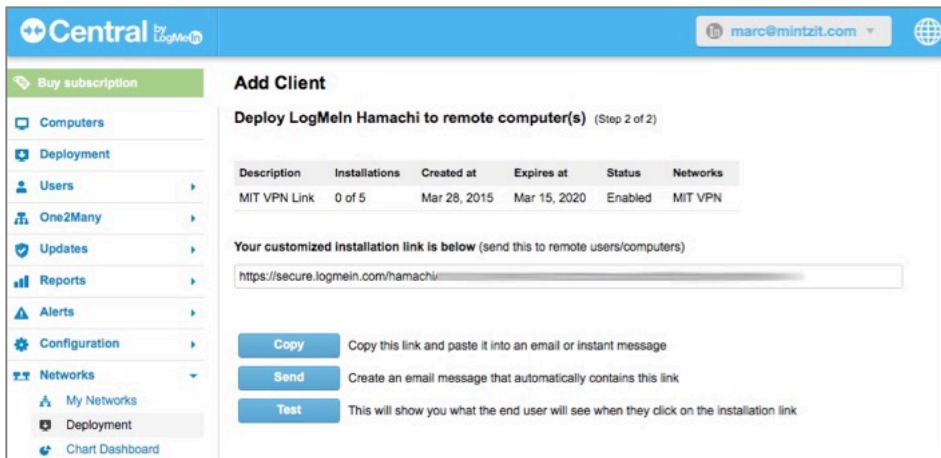 Central by LogMeIn
marc@mintzit.com
Buy subscription
Computers
Deployment
Users
One2Many
Updates
Reports
Alerts
Configuration
Networks
My Networks
Deployment
Chart Dashboard
Add Client
Deploy LogMeIn Hamachi to remote computer(s) (Step 2 of 2)
Description Installations Created at Expires at Status Networks
MIT VPN Link 0 of 5 Mar 28, 2015 Mar 15, 2020 Enabled MIT VPN
Your customized installation link is below (send this to remote users/computers)
https://secure.logmein.com/hamachi/
Copy Copy this link and paste it into an email or instant message
Send Create an email message that automatically contains this link
Test This will show you what the end user will see when they click on the installation link